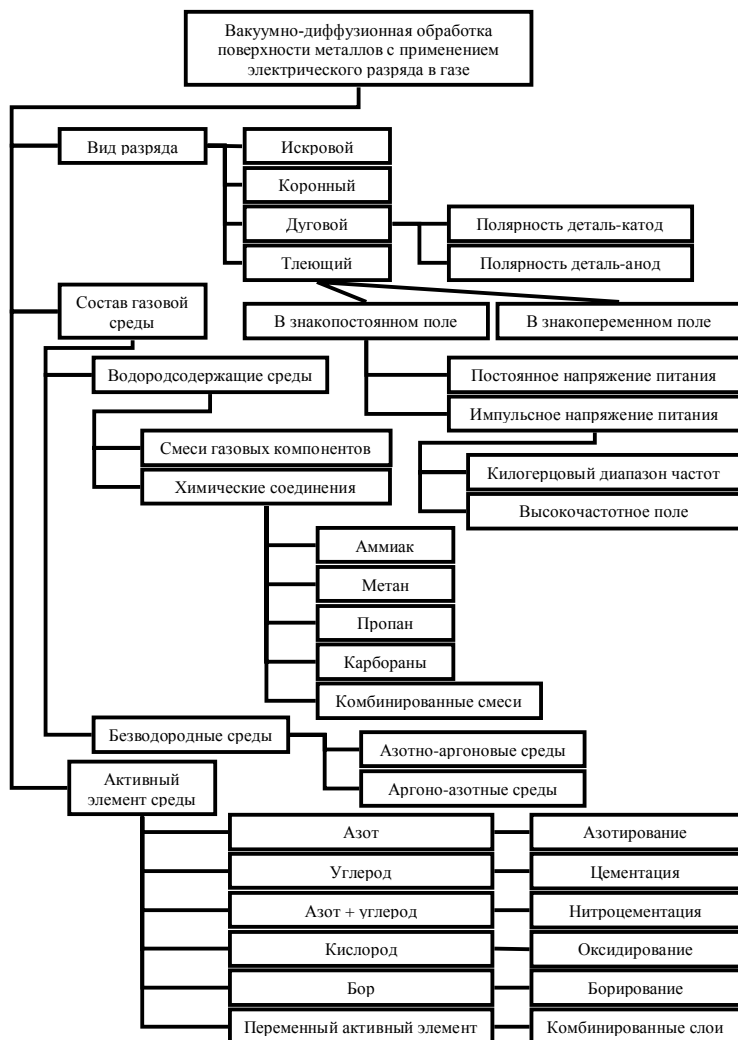 Вакуумно-диффузионная обработка
поверхности металлов с применением
электрического разряда в газе
Вид разряда
Искровой
Коронный
Дуговой
Полярность деталь-катод
Тлеющий
Полярность деталь-анод
Состав газовой
среды
В знакопостоянном поле
В знакопеременном поле
Водородсодержащие среды
Постоянное напряжение питания
Импульсное напряжение питания
Смеси газовых компонентов
Килогерцовый диапазон частот
Химические соединения
Высокочастотное поле
Аммиак
Метан
Пропан
Карбораны
Комбинированные смеси
Безводородные среды
Азотно-аргоновые среды
Аргоно-азотные среды
Активный
элемент среды
Азот
Азотирование
Углерод
Цементация
Азот + углерод
Нитроцементация
Кислород
Оксидирование
Бор
Борирование
Переменный активный элемент
Комбинированные слои